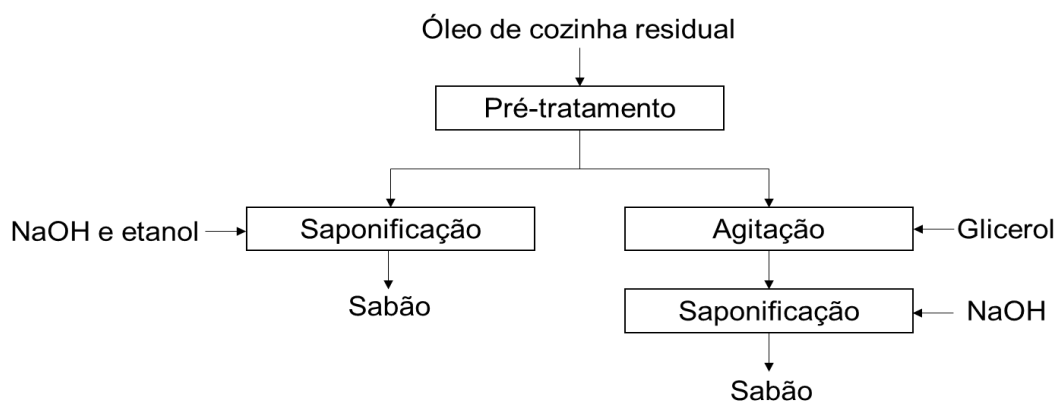 Óleo de cozinha residual
Pré-tratamento
NaOH e etanol
Saponificação
Agitação
Glicerol
Sabão
Saponificação
NaOH
Sabão